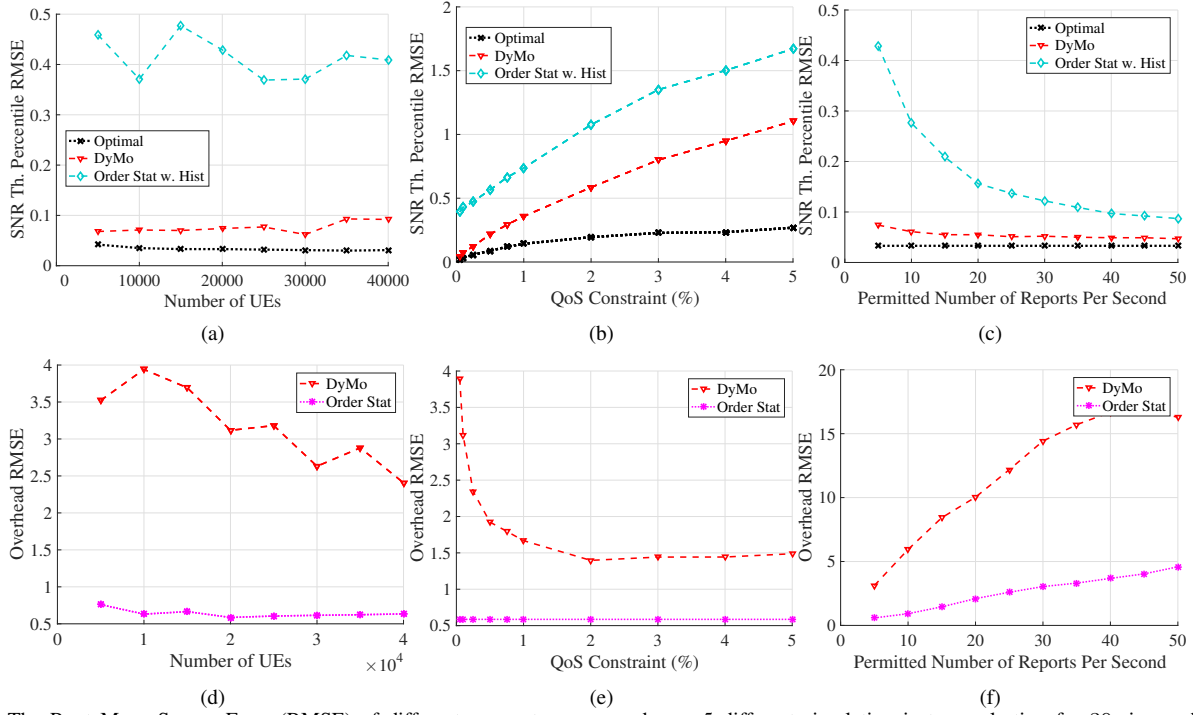 0.5
0.4
0.3
0.2
0.1
0
SNR Th. Percentile RMSE
Optimal
DyMo
Order Stat w. Hist
0 10000 20000 30000 40000
Number of UEs
(a)
2
1.5
1
0.5
0
SNR Th. Percentile RMSE
Optimal
DyMo
Order Stat w. Hist
0 1 2 3 4 5
QoS Constraint (%)
(b)
0.5
0.4
0.3
0.2
0.1
0
SNR Th. Percentile RMSE
Optimal
DyMo
Order Stat w. Hist
0 10 20 30 40 50
Permitted Number of Reports Per Second
(c)
4
3.5
3
2.5
2
1.5
1
0.5
Overhead RMSE
DyMo
Order Stat
0 1 2 3 4
×10^4
Number of UEs
(d)
4
3.5
3
2.5
2
1.5
1
0.5
Overhead RMSE
DyMo
Order Stat
0 1 2 3 4 5
QoS Constraint (%)
(e)
20
15
10
5
0
Overhead RMSE
DyMo
Order Stat
0 10 20 30 40 50
Permitted Number of Reports Per Second
(f)